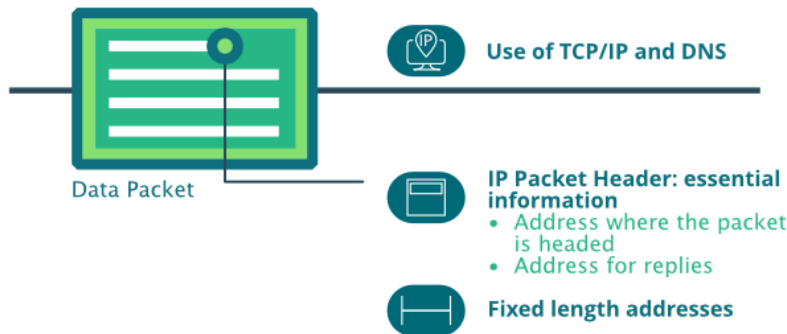 IP
Use of TCP/IP and DNS
Data Packet
IP Packet Header: essential
information
• Address where the packet
is headed
• Address for replies
Fixed length addresses